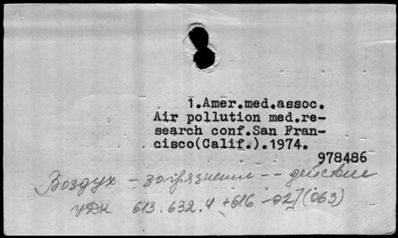 1.Amer.med.assoc.
Air pollution med.re-
search conf.San Fran-
cisco(Calif.).1974.
978486
Воздух - загрязнение -- действие
УДК 613.632.4 +616-02](063)